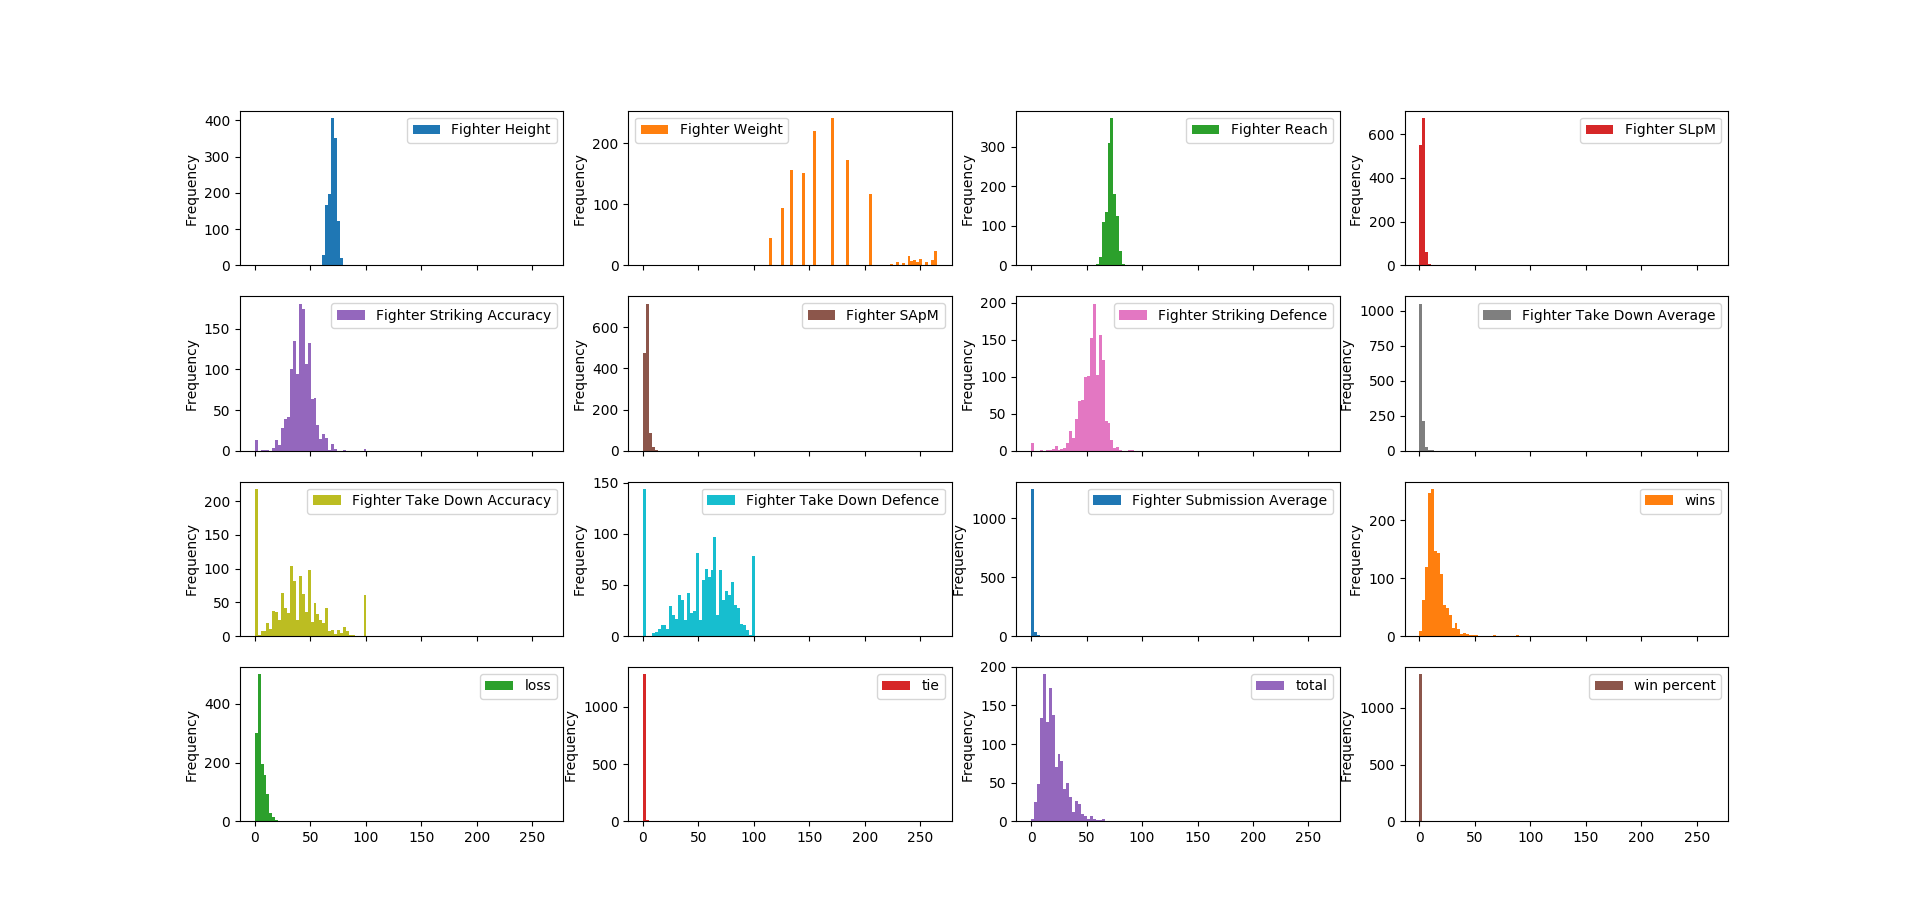 Fighter Height
Frequency
400
300
200
100
0
Fighter Weight
Frequency
200
100
0
Fighter Reach
Frequency
300
200
100
0
Fighter SLpM
Frequency
600
400
200
0
Fighter Striking Accuracy
Frequency
150
100
50
0
Fighter SApM
Frequency
600
400
200
0
Fighter Striking Defence
Frequency
200
150
100
50
0
Fighter Take Down Average
Frequency
1000
750
500
250
0
Fighter Take Down Accuracy
Frequency
200
150
100
50
0
Fighter Take Down Defence
Frequency
150
100
50
0
Fighter Submission Average
Frequency
1000
500
0
wins
Frequency
200
100
0
loss
Frequency
400
200
0
0 50 100 150 200 250
tie
Frequency
1000
500
0
0 50 100 150 200 250
total
Frequency
200
150
100
50
0
0 50 100 150 200 250
win percent
Frequency
1000
500
0
0 50 100 150 200 250